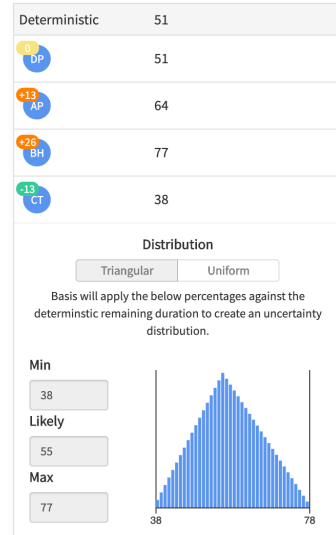 Deterministic 51
0
DP 51
+13
AP 64
+26
BH 77
-13
CT 38
Distribution
Triangular Uniform
Basis will apply the below percentages against the
determinstic remaining duration to create an uncertainty
distribution.
Min
38
Likely
55
Max
77
38 78